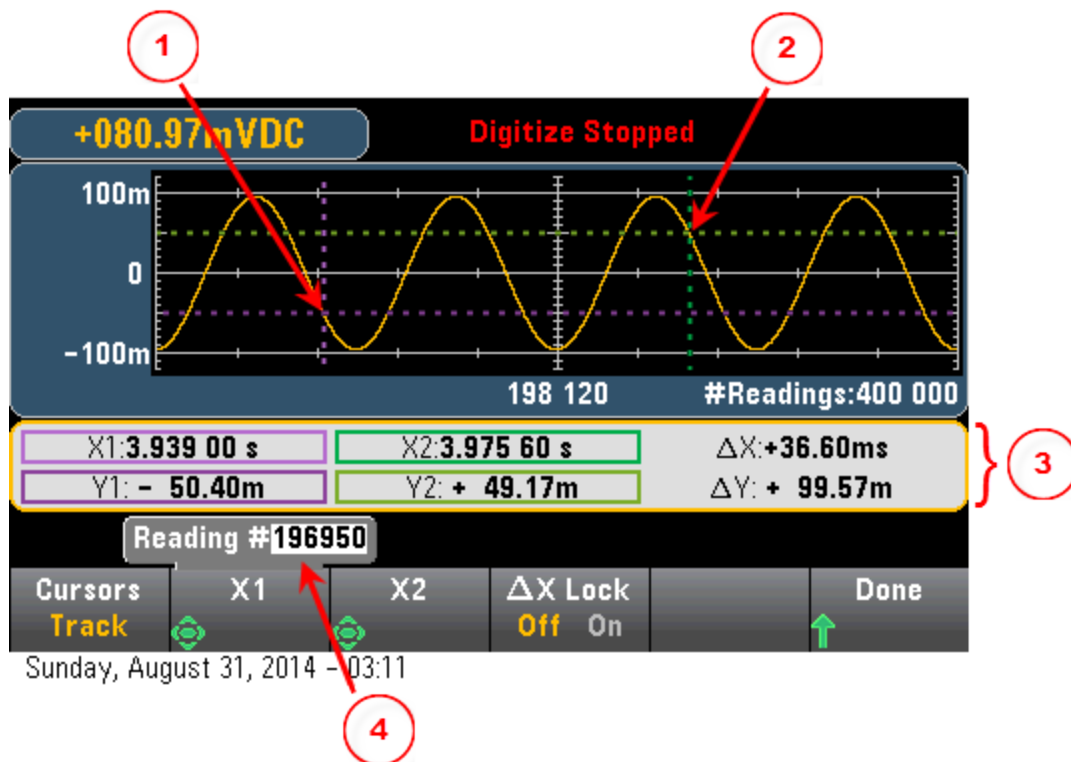 1
2
+080.97mVDC
Digitize Stopped
100m
0
-100m
198 120
#Readings:400 000
X1:3.939 00 s
X2:3.975 60 s
ΔX:+36.60ms
Y1: - 50.40m
Y2: + 49.17m
ΔY: + 99.57m
3
Reading #196950
Cursors
X1
X2
ΔX Lock
Done
Track
Off On
Sunday, August 31, 2014 - 03:11
4